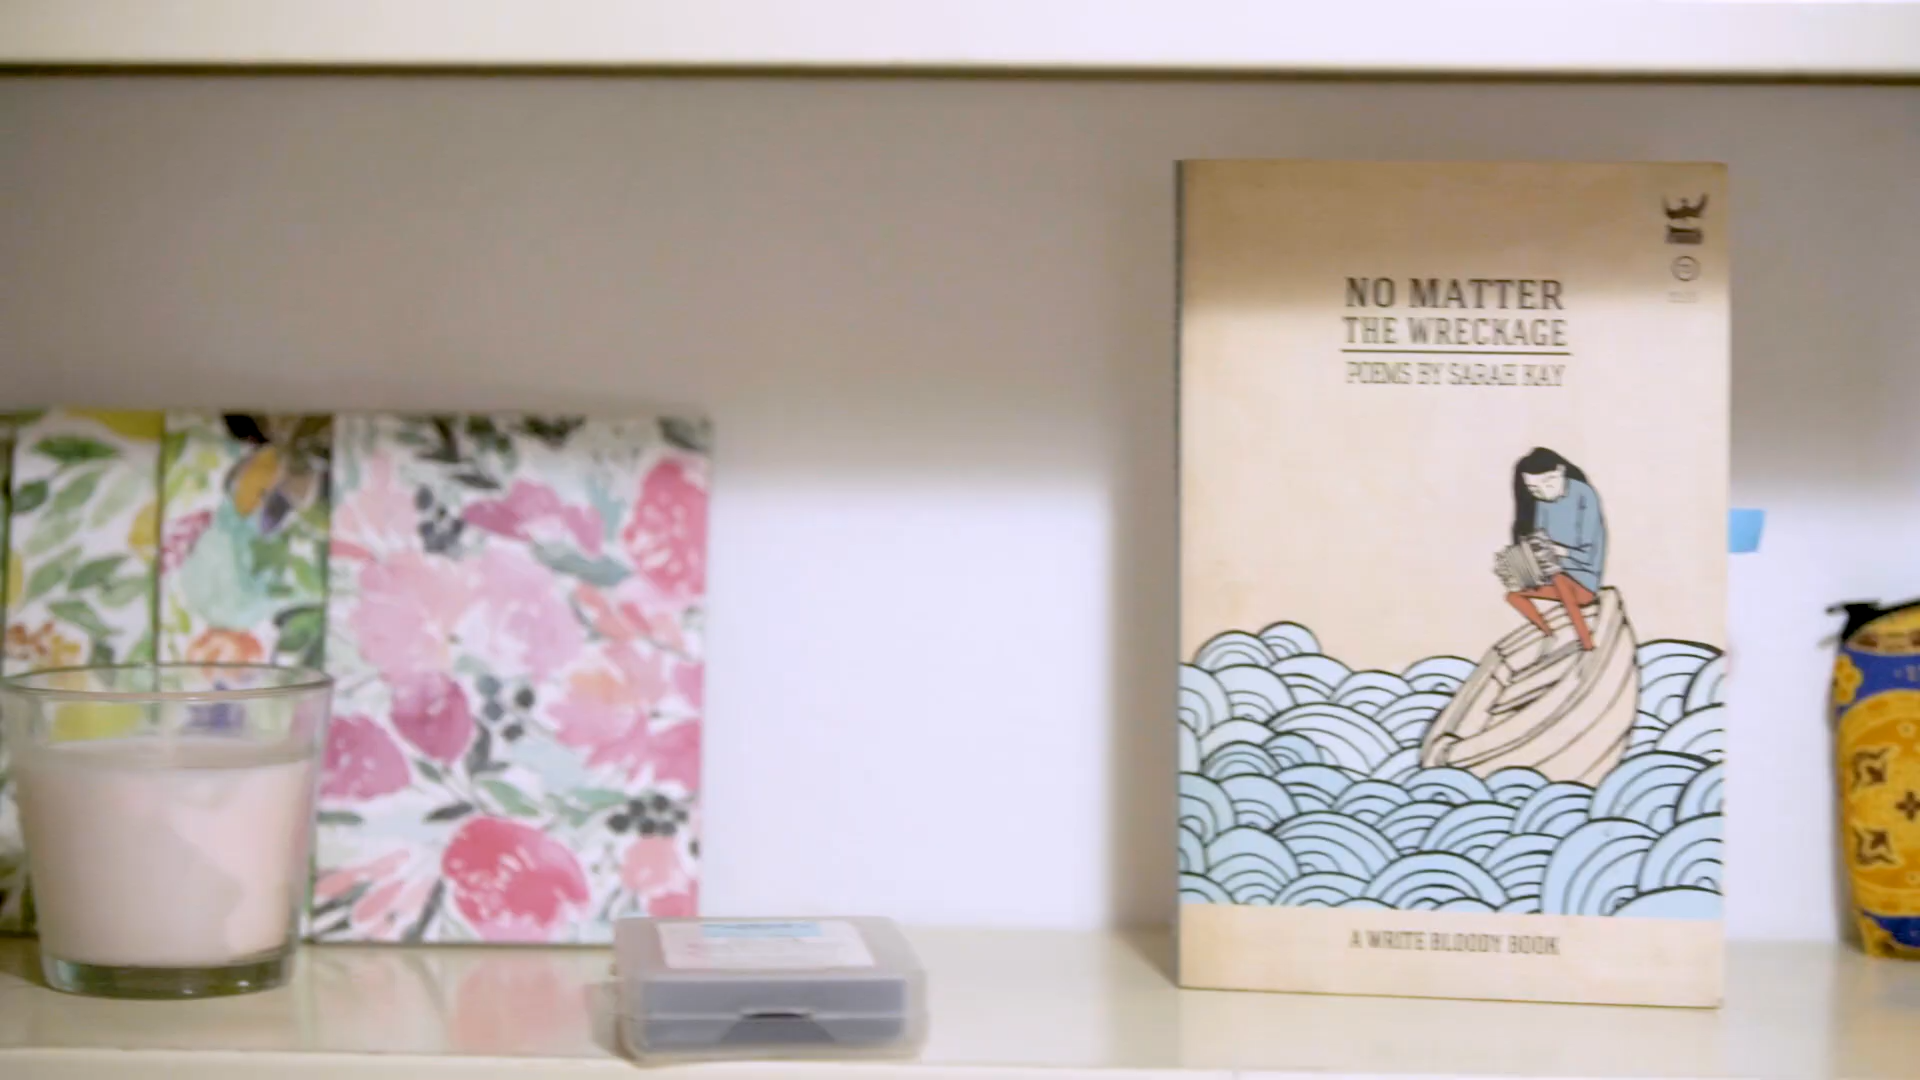 NO MATTER
THE WRECKAGE
POEMS BY SARAH KAY
A WRITE BLOODY BOOK